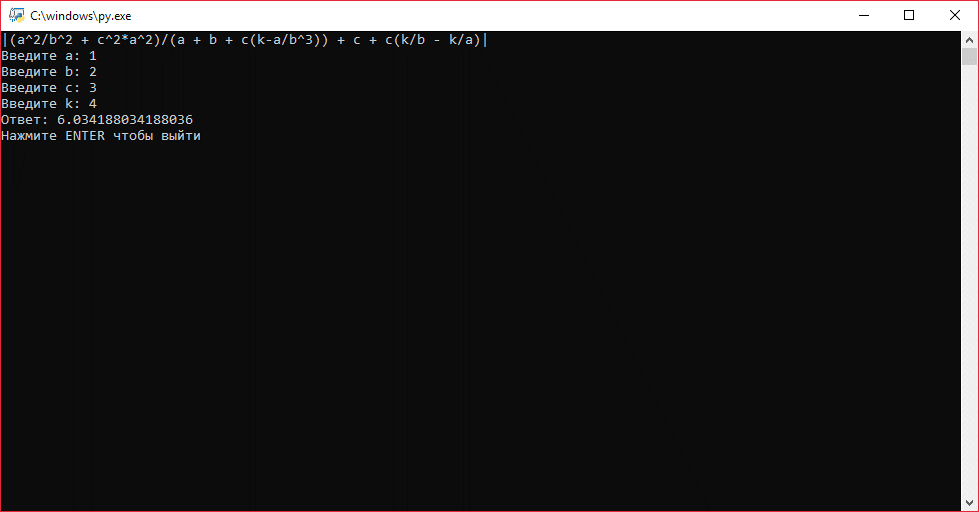 C:\windows\py.exe
|(a^2/b^2 + c^2*a^2)/(a + b + c(k-a/b^3)) + c + c(k/b - k/a)|
Введите a: 1
Введите b: 2
Введите c: 3
Введите k: 4
Ответ: 6.034188034188036
Нажмите ENTER чтобы выйти